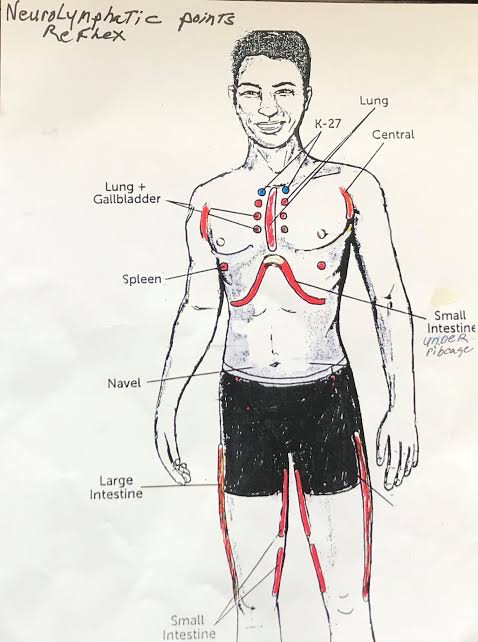 Neurolymphatic points
Reflex
Lung
K-27
Central
Lung +
Gallbladder
Spleen
Small
Intestine
under
ribcage
Navel
Large
Intestine
Small
Intestine